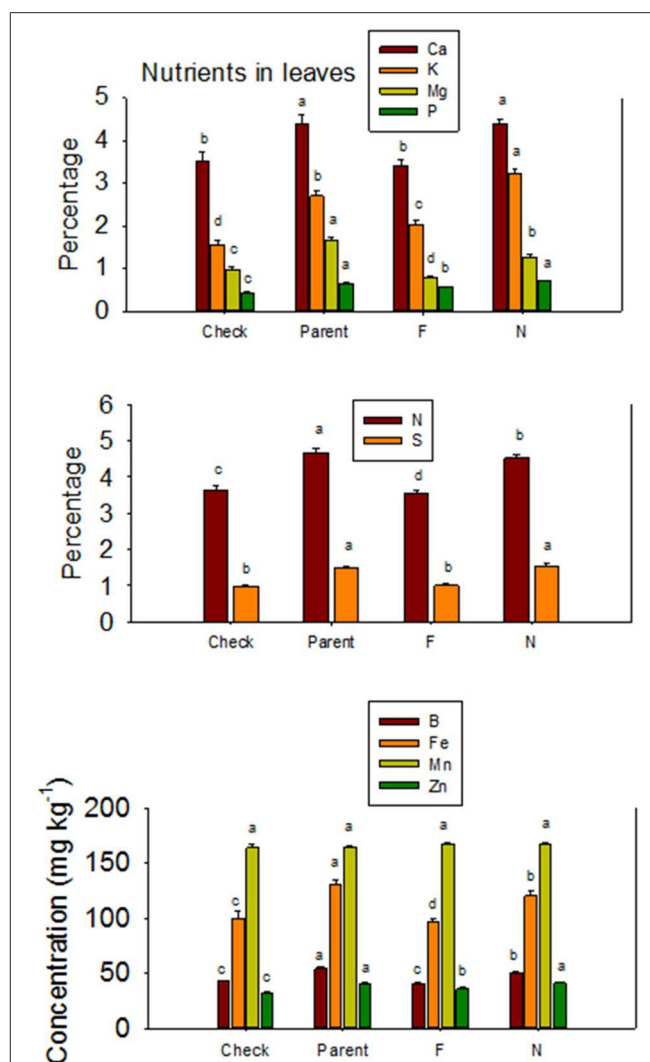 Nutrients in leaves
Ca
K
Mg
P
Percentage
5
4
3
2
1
0
b
d
c
c
a
b
a
a
b
c
d
b
a
a
b
a
Check Parent F N
N
S
Percentage
6
5
4
3
2
1
0
c
b
a
a
d
b
b
a
Check Parent F N
B
Fe
Mn
Zn
Concentration (mg kg⁻¹)
200
150
100
50
0
c
c
a
c
a
a
a
a
c
d
a
b
b
b
a
a
Check Parent F N